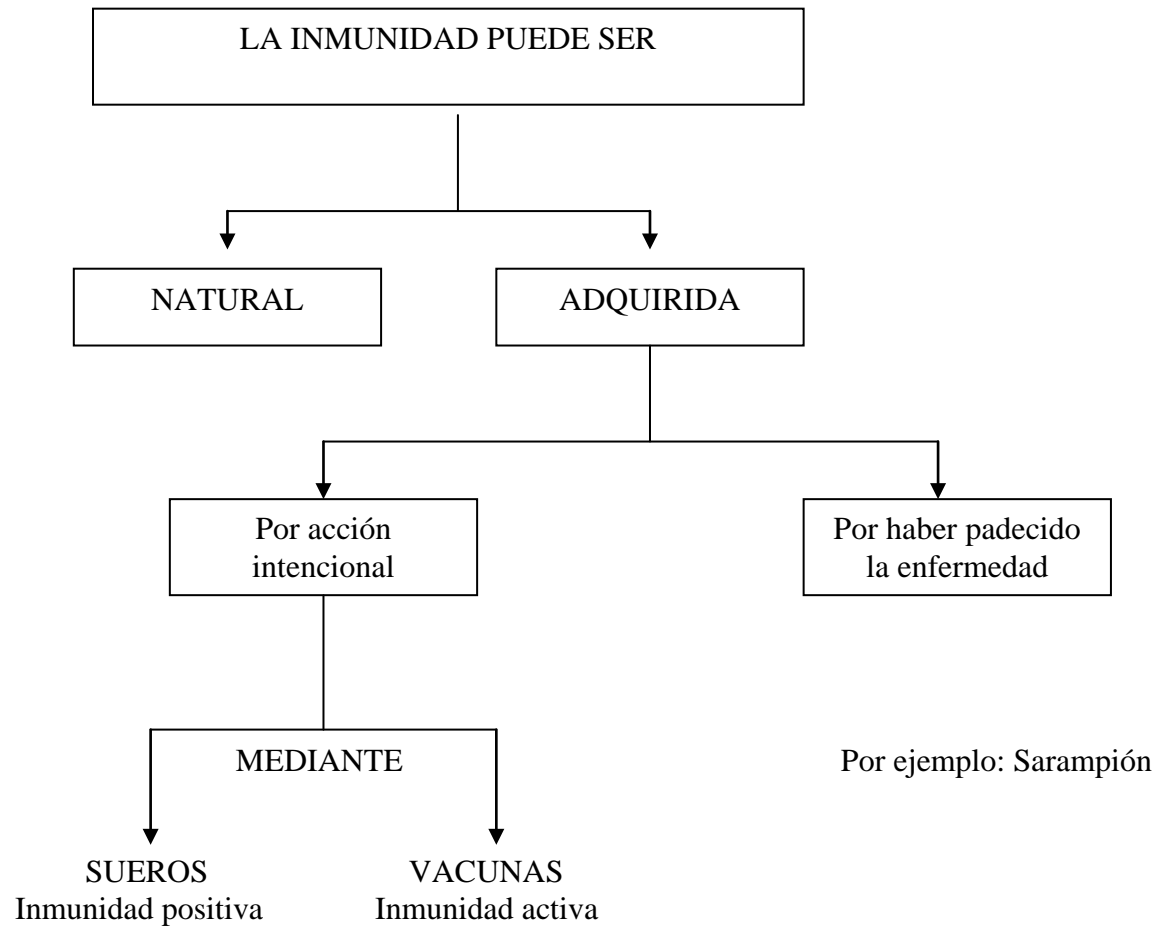 LA INMUNIDAD PUEDE SER
NATURAL
ADQUIRIDA
Por acción
intencional
Por haber padecido
la enfermedad
MEDIANTE
Por ejemplo: Sarampión
SUEROS
Inmunidad positiva
VACUNAS
Inmunidad activa